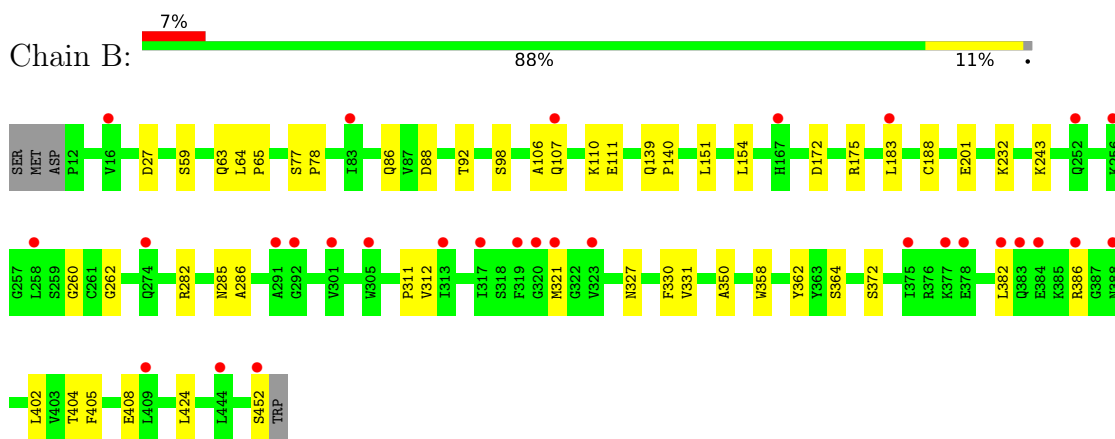 7%
Chain B:
88%
11%
•
SER
MET
ASP
P12
V16
D27
S59
Q63
L64
P65
S77
P78
I83
Q86
V87
D88
T92
S98
A106
Q107
K110
E111
Q139
P140
L151
L154
H167
D172
R175
L183
C188
E201
K232
K243
Q252
K256
G257
L258
S259
G260
C261
G262
Q274
R282
N285
A286
A291
G292
V301
W305
P311
V312
I313
I317
S318
F319
G320
M321
G322
V323
N327
F330
V331
A350
W358
Y362
Y363
S364
S372
I375
R376
K377
E378
L382
Q383
E384
K385
R386
G387
N388
L402
V403
T404
F405
E408
L409
L424
L444
S452
TRP